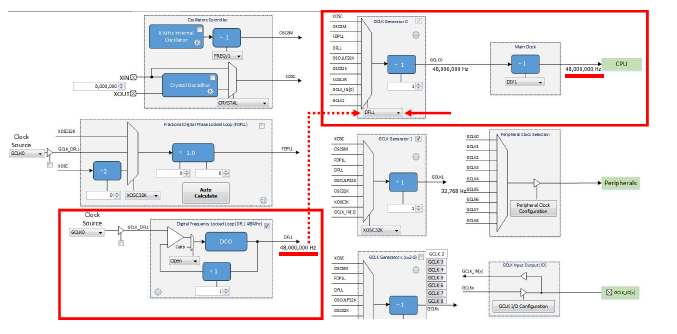 Oscillators Controller
8 MHz Internal
Oscillator
÷ 1
FREQ/1
OSC8M
XIN
8,000,000
XOUT
Crystal Oscillator
CRYSTAL
XOSC
Fractional Digital Phase Locked Loop (FDPLL)
Clock
Source
GCLK0
XOSC32K
GCLK_DPLL
XOSC
÷2
0
XOSC32K
* 1.0
0
0
Auto
Calculate
FDPLL
Clock
Source
GCLK0
GCLK_DFLL
Digital Frequency Locked Loop (DFLL 48MHz)
DCO
Calib
Open
÷ 1
1
DFLL
48,000,000 Hz
GCLK Generator 0
XOSC
OSC8M
FDPLL
DFLL
OSCULP32K
OSC32K
XOSC3K
GCLK_IN[0]
GCLK1
÷ 1
1
DFLL
GCLK0
48,000,000 Hz
Main Clock
÷ 1
DIV1
48,000,000 Hz
CPU
GCLK Generator 1
XOSC
OSC8M
FDPLL
DFLL
OSCULP32K
OSC32K
XOSC3K
GCLK_IN[1]
÷ 1
1
XOSC32K
GCLK1
32,768 Hz
Peripheral Clock Selection
GCLK0
GCLK1
GCLK2
GCLK3
GCLK4
GCLK5
GCLK6
GCLK7
GCLK8
Peripheral Clock
Configuration
Peripherals
GCLK Generator x (x=2-8)
XOSC
OSC8M
FDPLL
DFLL
OSCULP32K
OSC32K
÷ 1
GCLK 2
GCLK 3
GCLK 4
GCLK 5
GCLK 6
GCLK 7
GCLK 8
GCLKx
GCLK Input Output (IO)
GCLK_IN[x]
GCLKx
GCLK I/O Configuration
GCLK_IO[x]